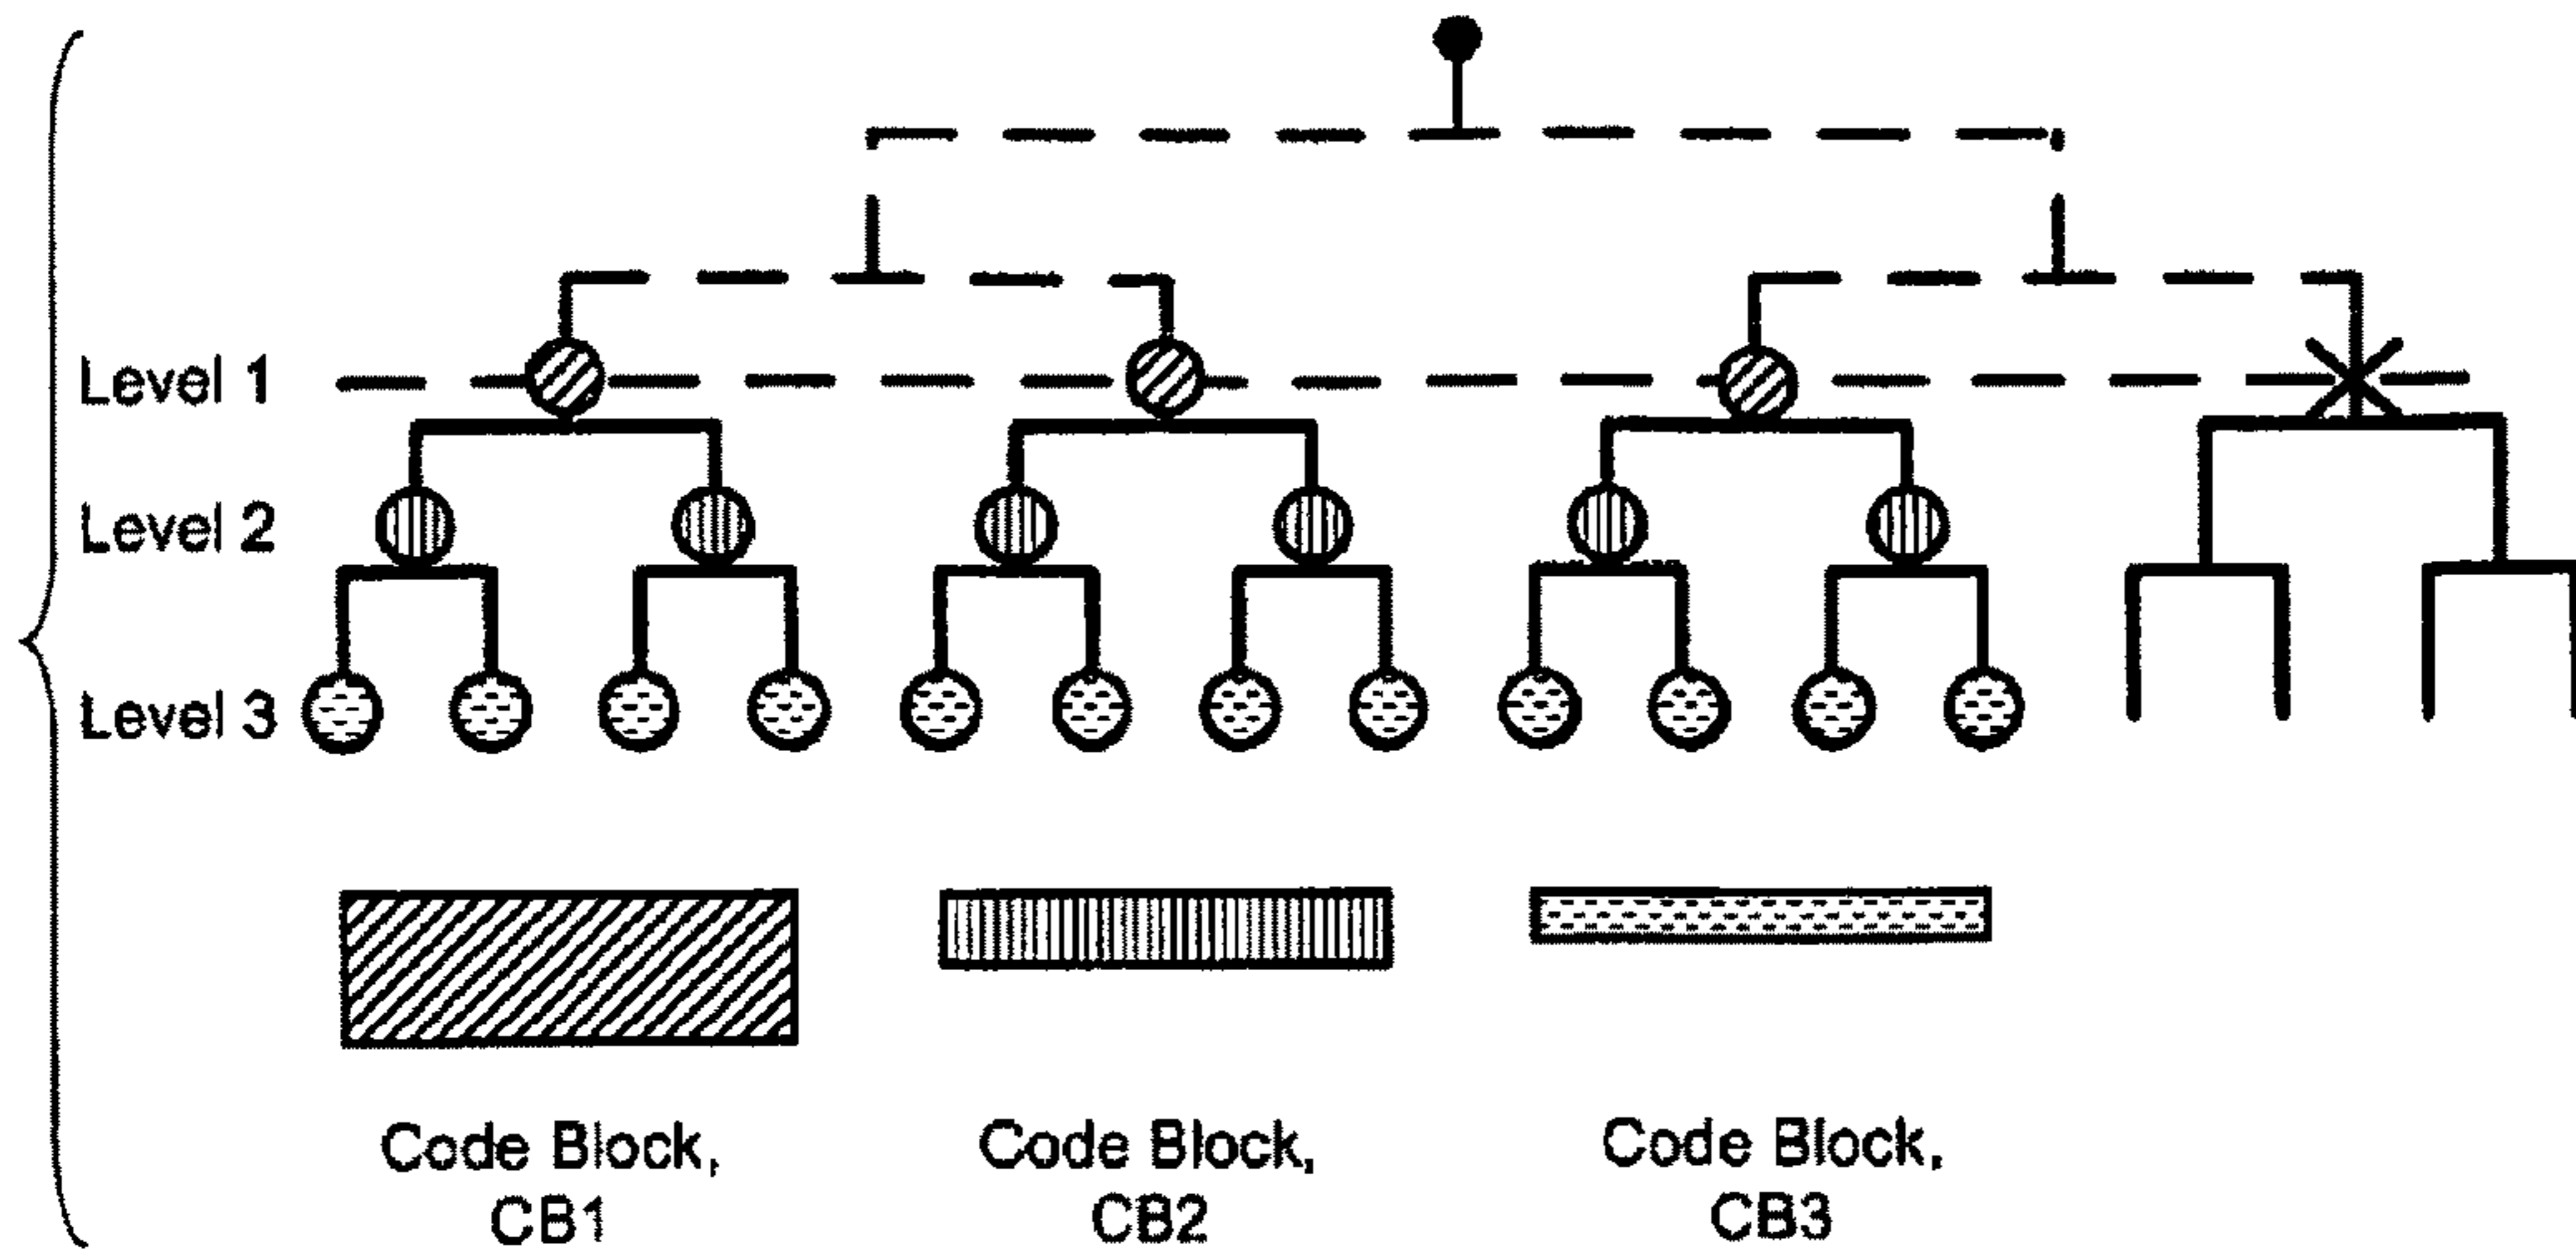 Level 1
Level 2
Level 3
Code Block,
CB1
Code Block,
CB2
Code Block,
CB3